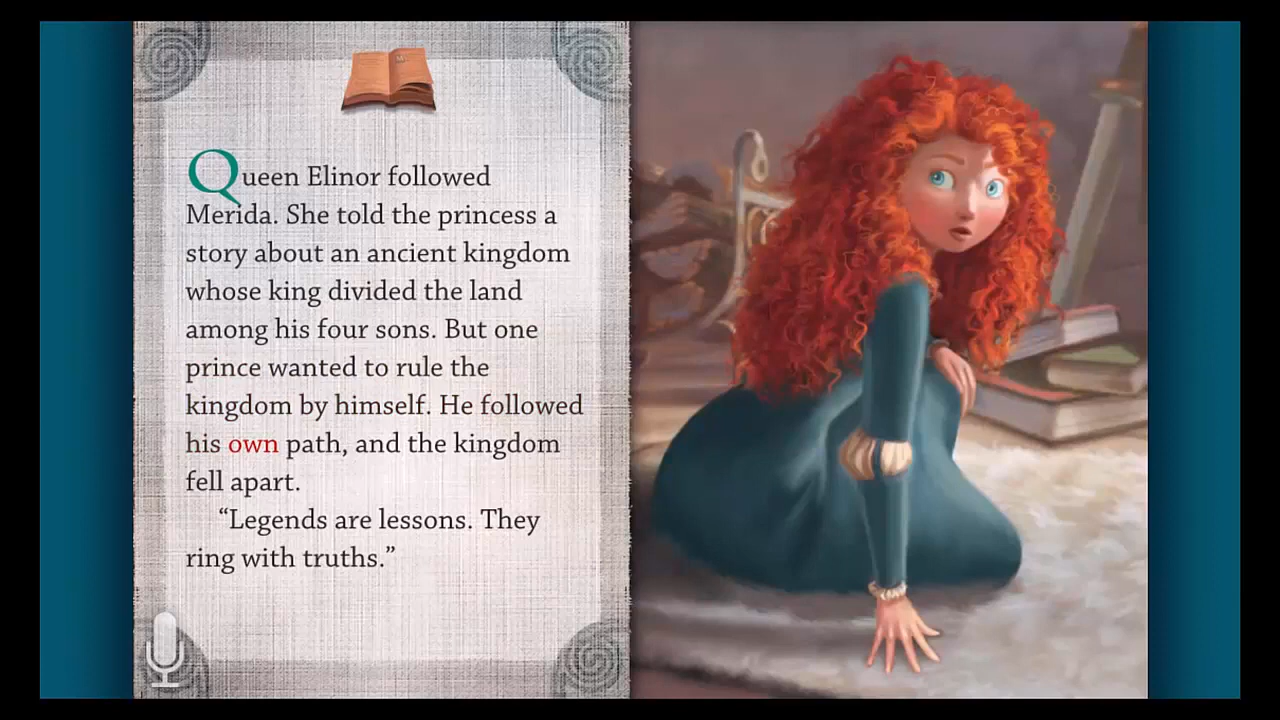 Queen Elinor followed
Merida. She told the princess a
story about an ancient kingdom
whose king divided the land
among his four sons. But one
prince wanted to rule the
kingdom by himself. He followed
his own path, and the kingdom
fell apart.
“Legends are lessons. They
ring with truths.”